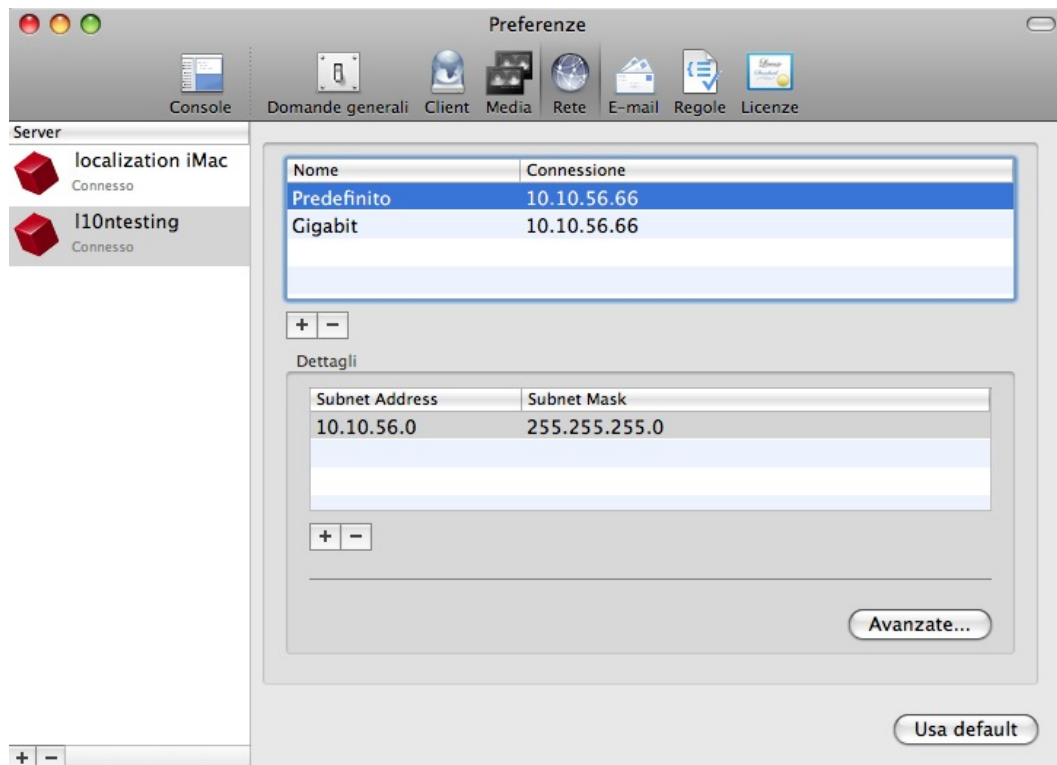 Preferenze
Console Domande generali Client Media Rete E-mail Regole Licenze
Server
localization iMac
Connesso
l10ntesting
Connesso
Nome Connessione
Predefinito 10.10.56.66
Gigabit 10.10.56.66
Dettagli
Subnet Address Subnet Mask
10.10.56.0 255.255.255.0
Avanzate...
Usa default